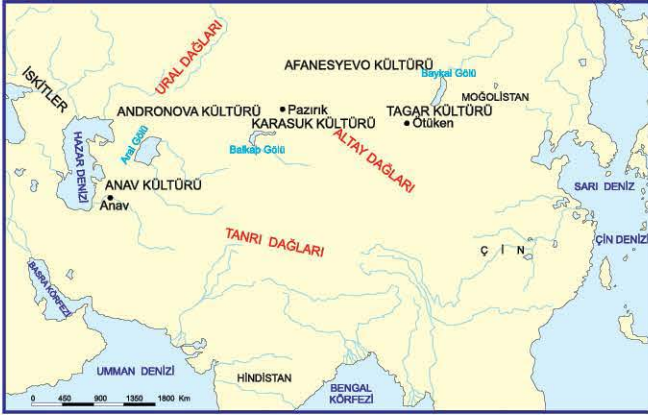 URAL DAĞLARI
AFANESYEVO KÜLTÜRÜ
Baykal Gölü
İSKİTLER
MOĞOLİSTAN
ANDRONOVA KÜLTÜRÜ
Pazırık
TAGAR KÜLTÜRÜ
KARASUK KÜLTÜRÜ
Ötüken
HAZAR DENİZİ
Aral Gölü
Balkap Gölü
ALTAY DAĞLARI
ANAV KÜLTÜRÜ
Anav
SARI DENİZ
TANRI DAĞLARI
ÇİN
ÇİN DENİZİ
BASRA KÖRFEZİ
UMMAN DENİZİ
HİNDİSTAN
BENGAL
KÖRFEZİ
0 450 900 1350 1800 Km